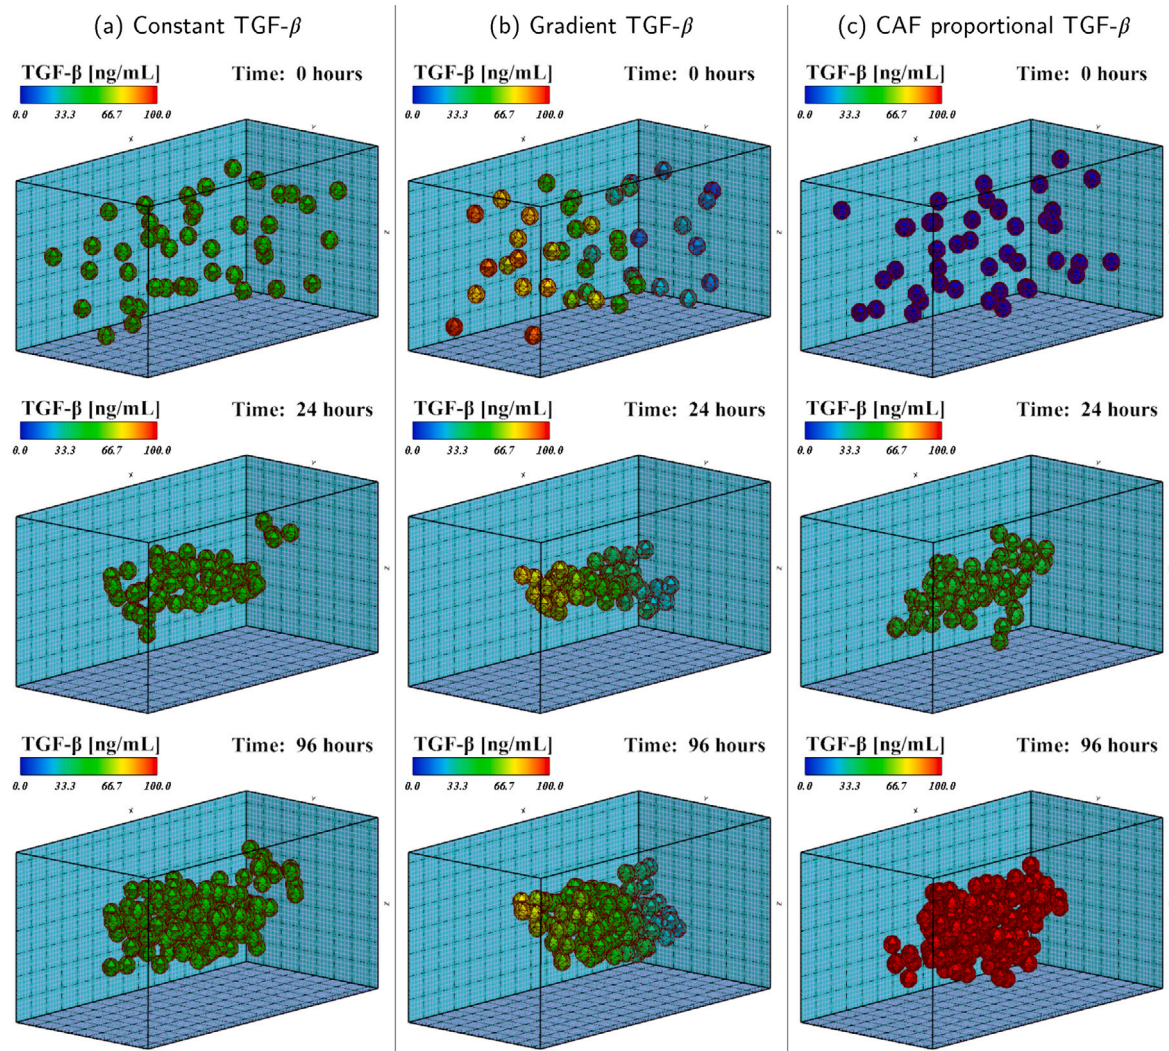 (a) Constant TGF-β
(b) Gradient TGF-β
(c) CAF proportional TGF-β
TGF-β [ng/mL] Time: 0 hours
0.0 33.3 66.7 100.0
X Y Z
TGF-β [ng/mL] Time: 0 hours
0.0 33.3 66.7 100.0
X Y Z
TGF-β [ng/mL] Time: 0 hours
0.0 33.3 66.7 100.0
X Y
TGF-β [ng/mL] Time: 24 hours
0.0 33.3 66.7 100.0
X Y Z
TGF-β [ng/mL] Time: 24 hours
0.0 33.3 66.7 100.0
X Y Z
TGF-β [ng/mL] Time: 24 hours
0.0 33.3 66.7 100.0
X Y
TGF-β [ng/mL] Time: 96 hours
0.0 33.3 66.7 100.0
X Y Z
TGF-β [ng/mL] Time: 96 hours
0.0 33.3 66.7 100.0
X Y Z
TGF-β [ng/mL] Time: 96 hours
0.0 33.3 66.7 100.0
X Y